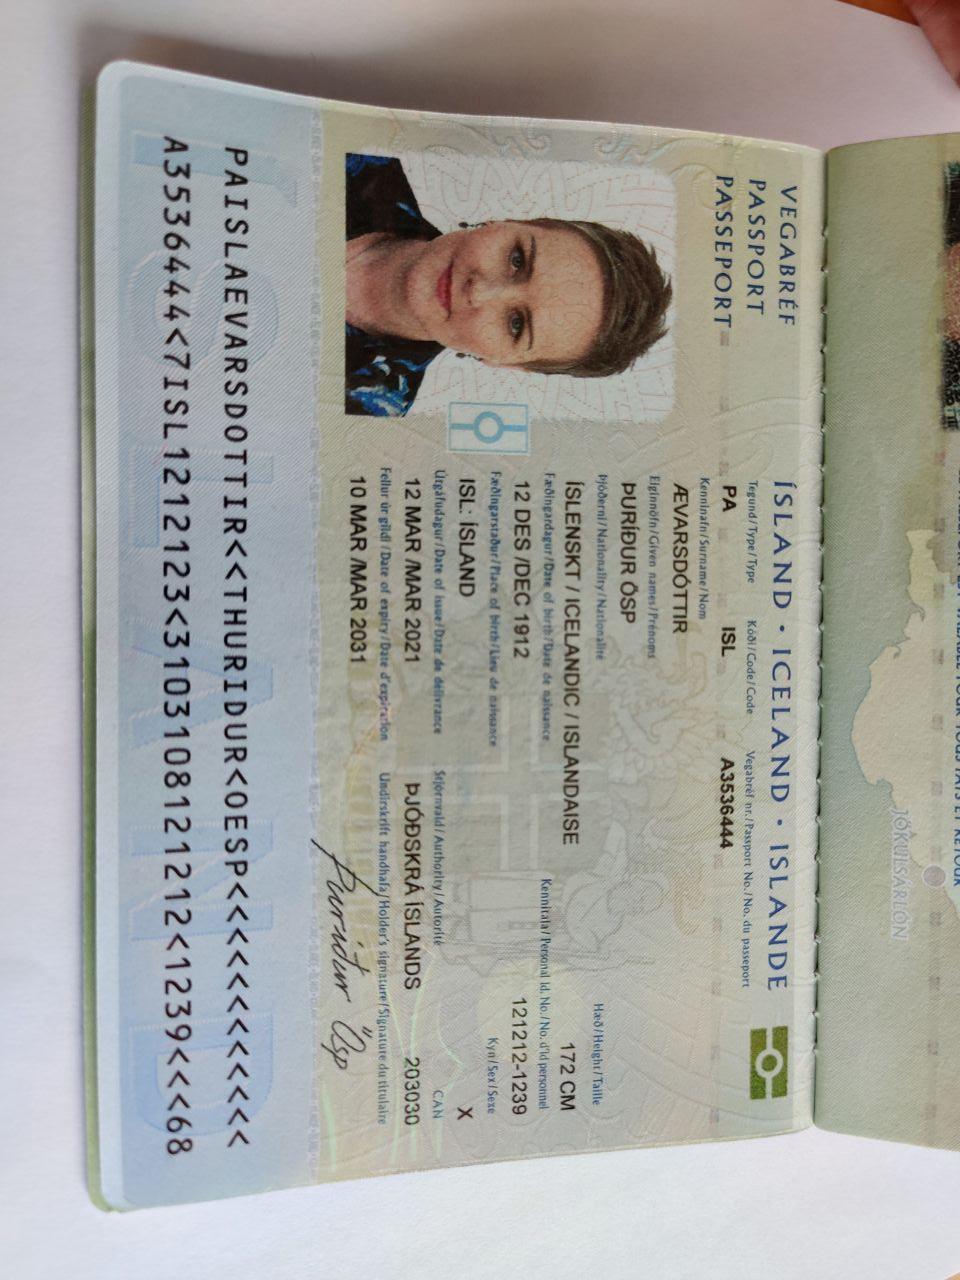 VEGABRÉF
PASSPORT
PASSEPORT
ÍSLAND • ICELAND • ISLANDE
Tegund/Type/Type Kóði/Code/Code Vegabréf nr./Passport No./No. du passeport
PA ISL A3536444
Kenninafn/Surname/Nom
ÆVARSDÓTTIR
Eiginnöfn/Given names/Prénoms
ÞURÍÐUR ÖSP
Þjóðerni/Nationality/Nationalité Hæð/Height/Taille
ÍSLENSKT / ICELANDIC / ISLANDAISE 172 CM
Fæðingardagur/Date of birth/Date de naissance Kennitala/Personal Id. No./No. d'id personnel
12 DES /DEC 1912 121212-1239
Fæðingarstaður/Place of birth/Lieu de naissance Kyn/Sex/Sexe
ISL: ÍSLAND X
Útgáfudagur/Date of issue/Date de délivrance Stjórnvald/Authority/Autorité CAN
12 MAR /MAR 2021 ÞJÓÐSKRÁ ÍSLANDS 203030
Fellur úr gildi/Date of expiry/Date d'expiration Undirskrift handhafa/Holder's signature/Signature du titulaire
10 MAR /MAR 2031
Þuríður Ösp
PAISLAEVARSDOTTIR<<THURIDUR<OESP<<<<<<<<<<<<
A3536444<7ISL1212123<3103108121212<1239<<<68
JÖKULSÁRLÓN